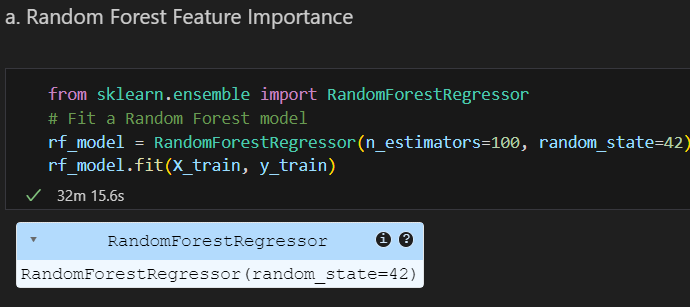 a. Random Forest Feature Importance
from sklearn.ensemble import RandomForestRegressor
# Fit a Random Forest model
rf_model = RandomForestRegressor(n_estimators=100, random_state=42)
rf_model.fit(X_train, y_train)
✓ 32m 15.6s
▾ RandomForestRegressor i ?
RandomForestRegressor(random_state=42)